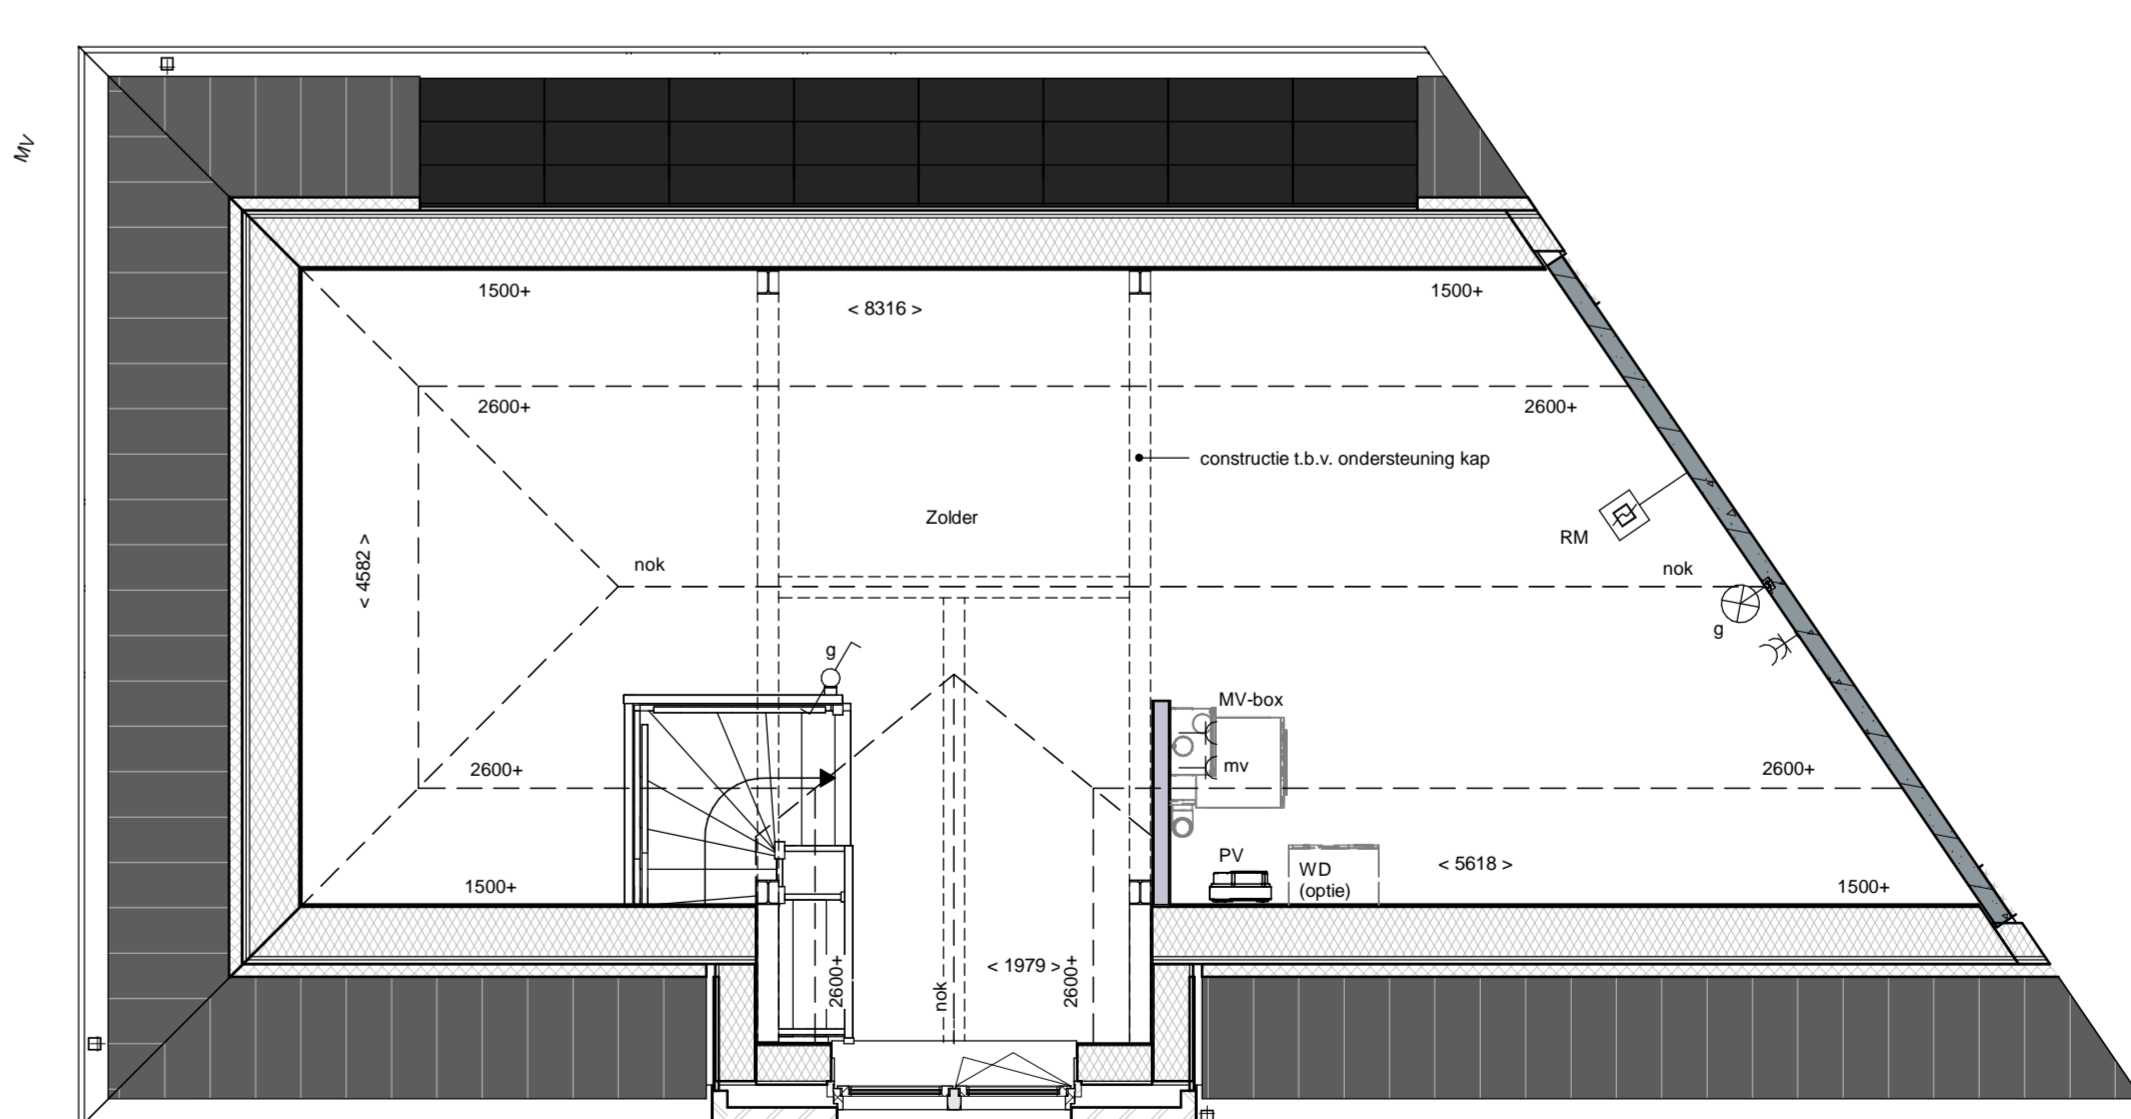 MV
1500+
< 8316 >
1500+
2600+
2600+
constructie t.b.v. ondersteuning kap
Zolder
RM
< 4582 >
nok
nok
g
g
MV-box
mv
2600+
2600+
PV
WD
(optie)
< 5618 >
1500+
1500+
2600+
nok
< 1979 >
2600+